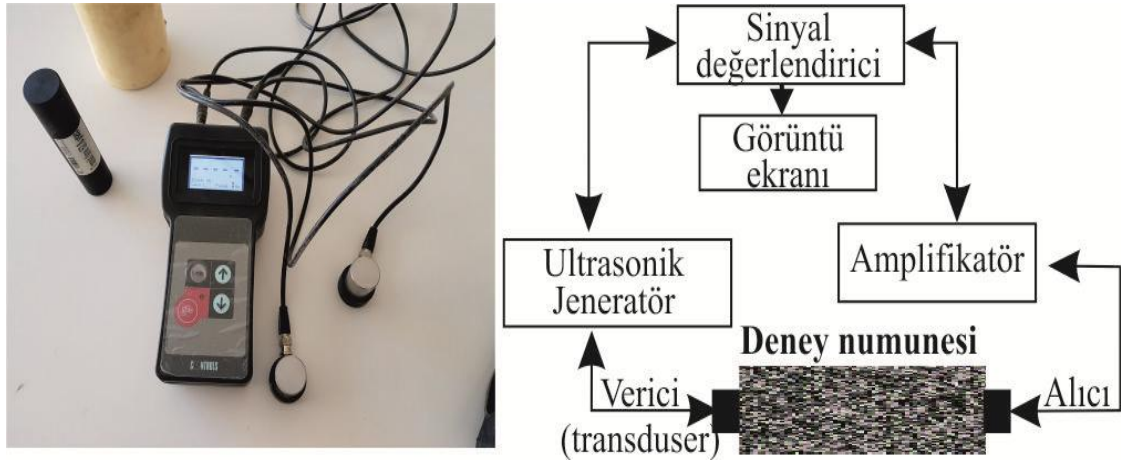 Sinyal
değerlendirici
Görüntü
ekranı
Ultrasonik
Jeneratör
Amplifikatör
Deney numunesi
Verici
Alıcı
(transduser)